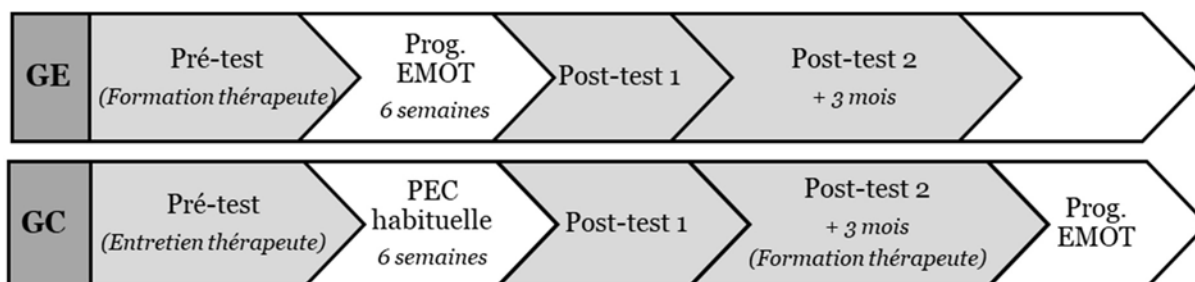 GE
Pré-test
(Formation thérapeute)
Prog.
EMOT
6 semaines
Post-test 1
Post-test 2
+ 3 mois
GC
Pré-test
(Entretien thérapeute)
PEC
habituelle
6 semaines
Post-test 1
Post-test 2
+ 3 mois
(Formation thérapeute)
Prog.
EMOT